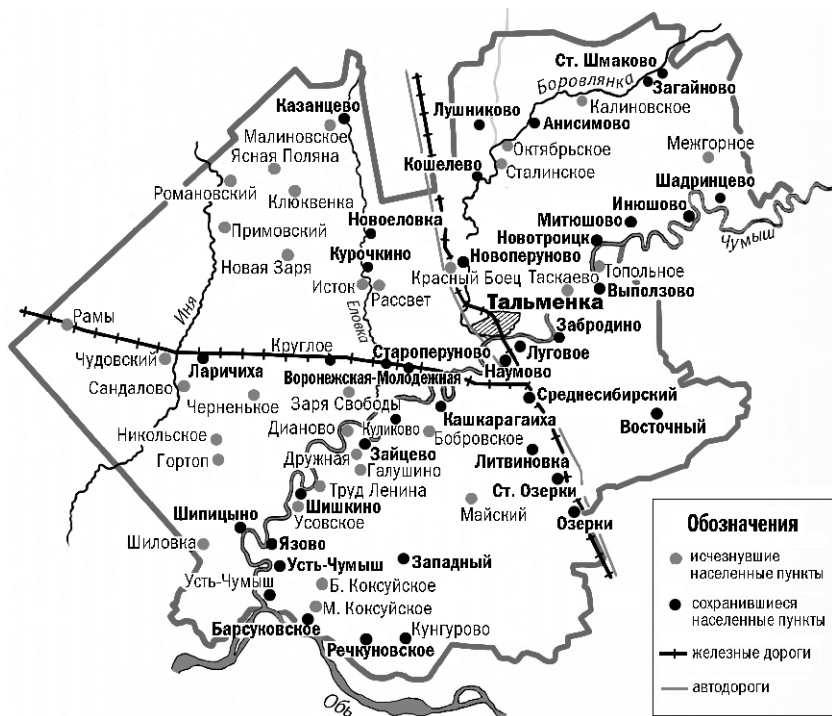 Ст. Шмаково
Боровлянка
Загайново
Казанцево
Калиновское
Лушниково
Анисимово
Малиновское
Межгорное
Ясная Поляна
Октябрьское
Кошелево
Сталинское
Романовский
Шадринцево
Клюквенка
Инюшово
Новоеловка
Митюшово
Примовский
Чумыш
Новотроицк
Курочкино
Новоперуново
Новая Заря
Красный Боец
Топольное
Таскаево
Исток
Рассвет
Выползово
Тальменка
Рамы
Иня
Еловка
Забродино
Круглое
Староперуново
Луговое
Чудовский
Ларичиха
Наумово
Воронежская-Молодежная
Сандалово
Черненькое
Заря Свободы
Среднесибирский
Кашкарагаиха
Восточный
Никольское
Дианово
Куликово
Бобровское
Зайцево
Гортоп
Дружная
Литвиновка
Галушино
Труд Ленина
Ст. Озерки
Шишкино
Майский
Шипицыно
Усовское
Озерки
Шиловка
Язово
Усть-Чумыш
Западный
Усть-Чумыш
Б. Коксуйское
М. Коксуйское
Барсуковское
Кунгурово
Речкуновское
Обь
Обозначения
исчезнувшие
населенные пункты
сохранившиеся
населенные пункты
железные дороги
автодороги